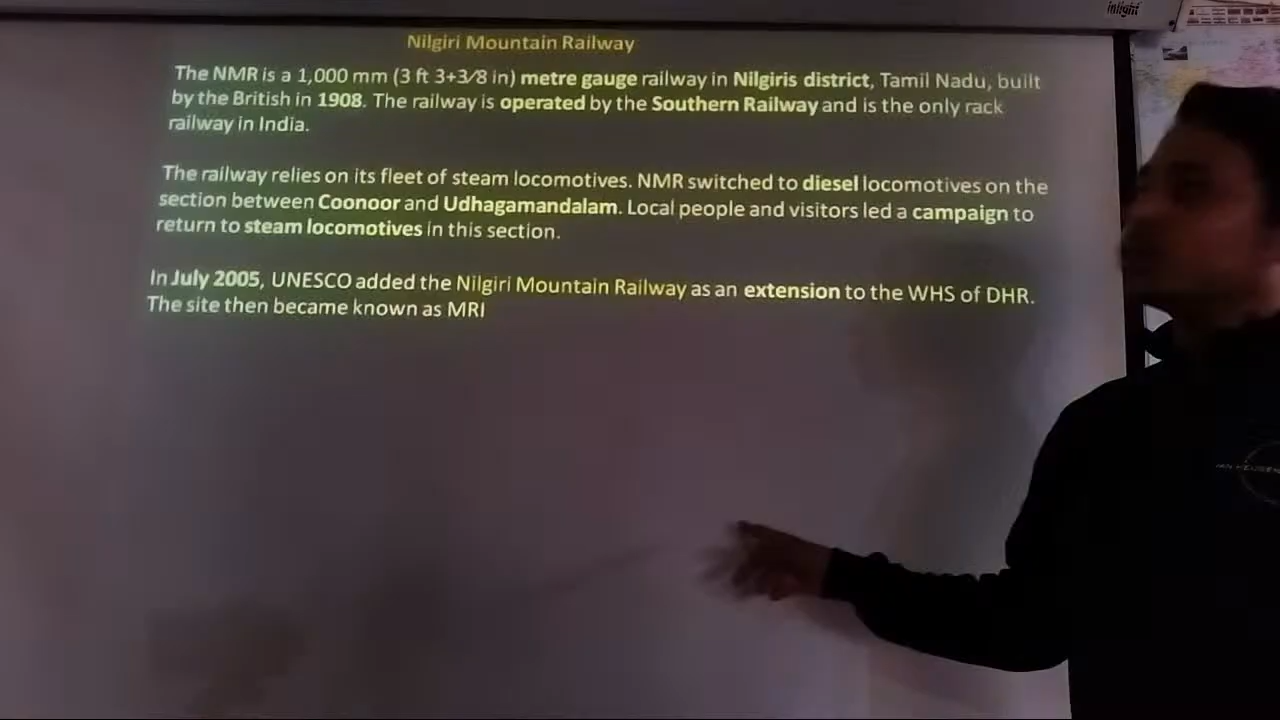 inlight
Nilgiri Mountain Railway
The NMR is a 1,000 mm (3 ft 3+3/8 in) metre gauge railway in Nilgiris district, Tamil Nadu, built
by the British in 1908. The railway is operated by the Southern Railway and is the only rack
railway in India.
The railway relies on its fleet of steam locomotives. NMR switched to diesel locomotives on the
section between Coonoor and Udhagamandalam. Local people and visitors led a campaign to
return to steam locomotives in this section.
In July 2005, UNESCO added the Nilgiri Mountain Railway as an extension to the WHS of DHR.
The site then became known as MRI